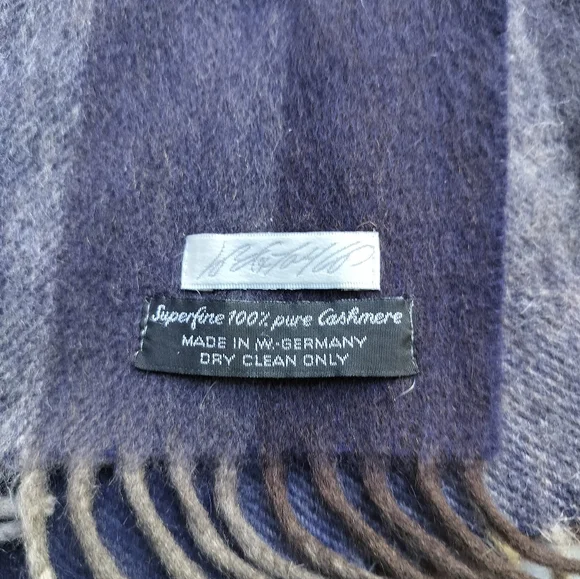 Superfine 100% pure Cashmere
MADE IN W.-GERMANY
DRY CLEAN ONLY